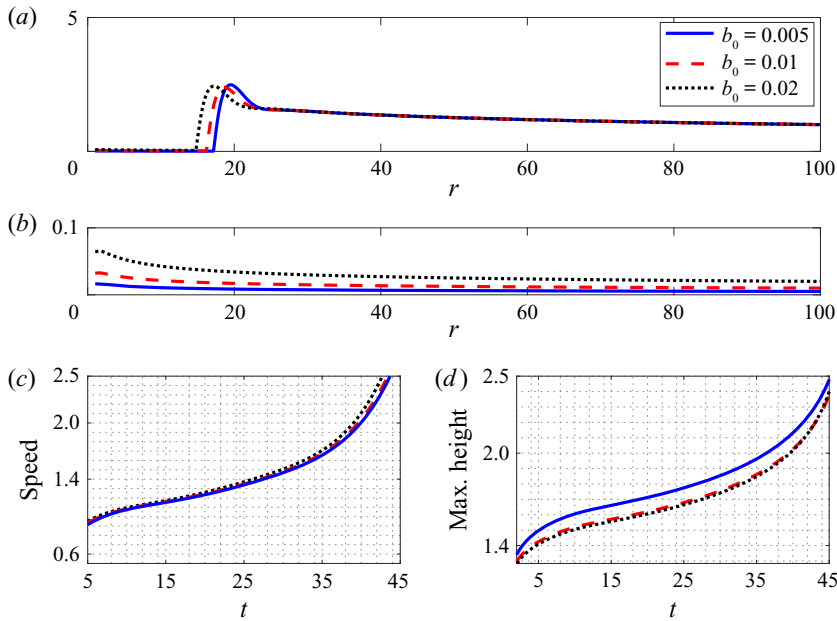 (a)
5
b₀ = 0.005
b₀ = 0.01
b₀ = 0.02
0 20 40 60 80 100
r
(b)
0.1
0 20 40 60 80 100
r
(c)
2.5
2.0
1.4
0.6
Speed
5 15 25 35 45
t
(d)
2.5
2.0
1.4
Max. height
5 15 25 35 45
t